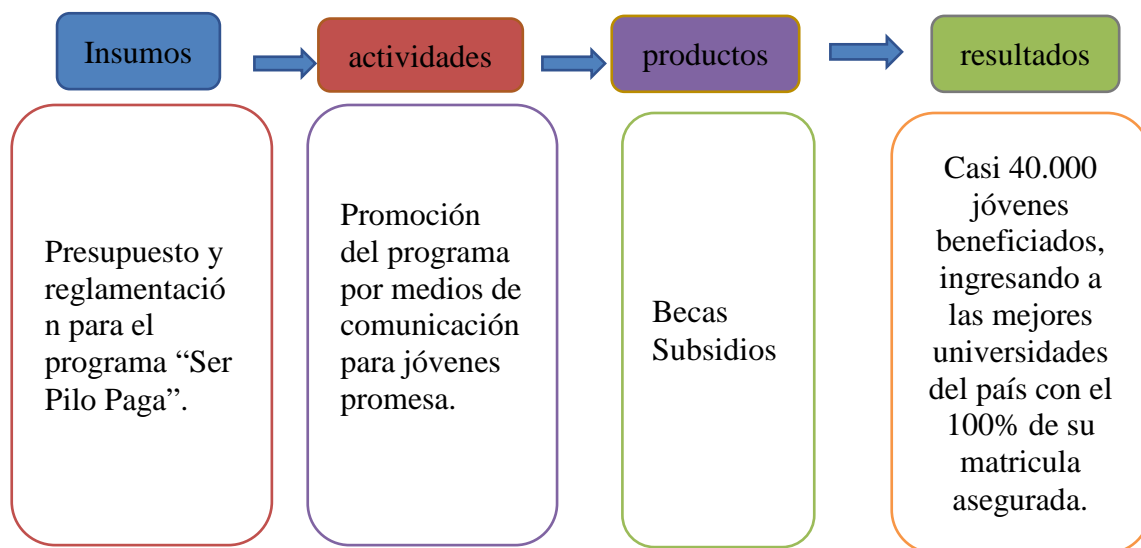 Insumos
actividades
productos
resultados
Presupuesto y
reglamentació
n para el
programa “Ser
Pilo Paga”.
Promoción
del programa
por medios de
comunicación
para jóvenes
promesa.
Becas
Subsidios
Casi 40.000
jóvenes
beneficiados,
ingresando a
las mejores
universidades
del país con el
100% de su
matricula
asegurada.